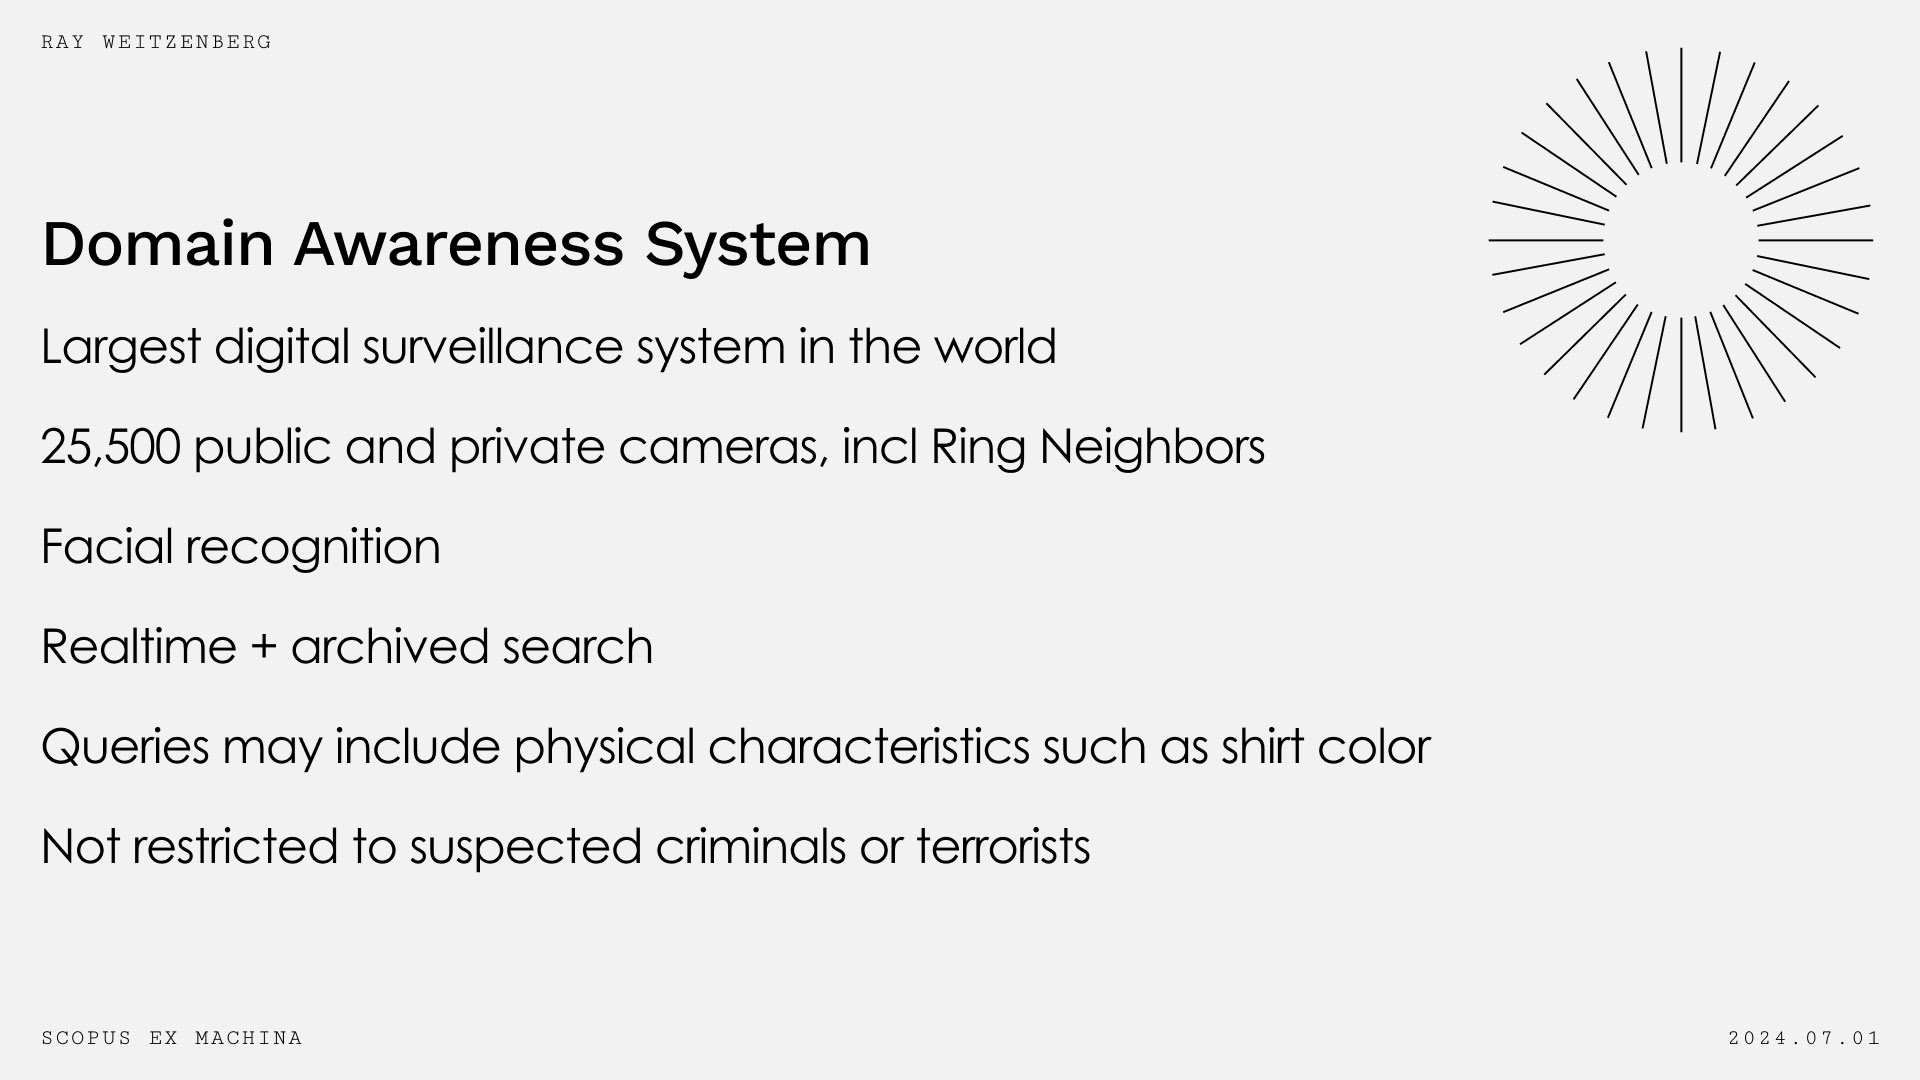 RAY WEITZENBERG
Domain Awareness System
Largest digital surveillance system in the world
25,500 public and private cameras, incl Ring Neighbors
Facial recognition
Realtime + archived search
Queries may include physical characteristics such as shirt color
Not restricted to suspected criminals or terrorists
SCOPUS EX MACHINA
2024.07.01